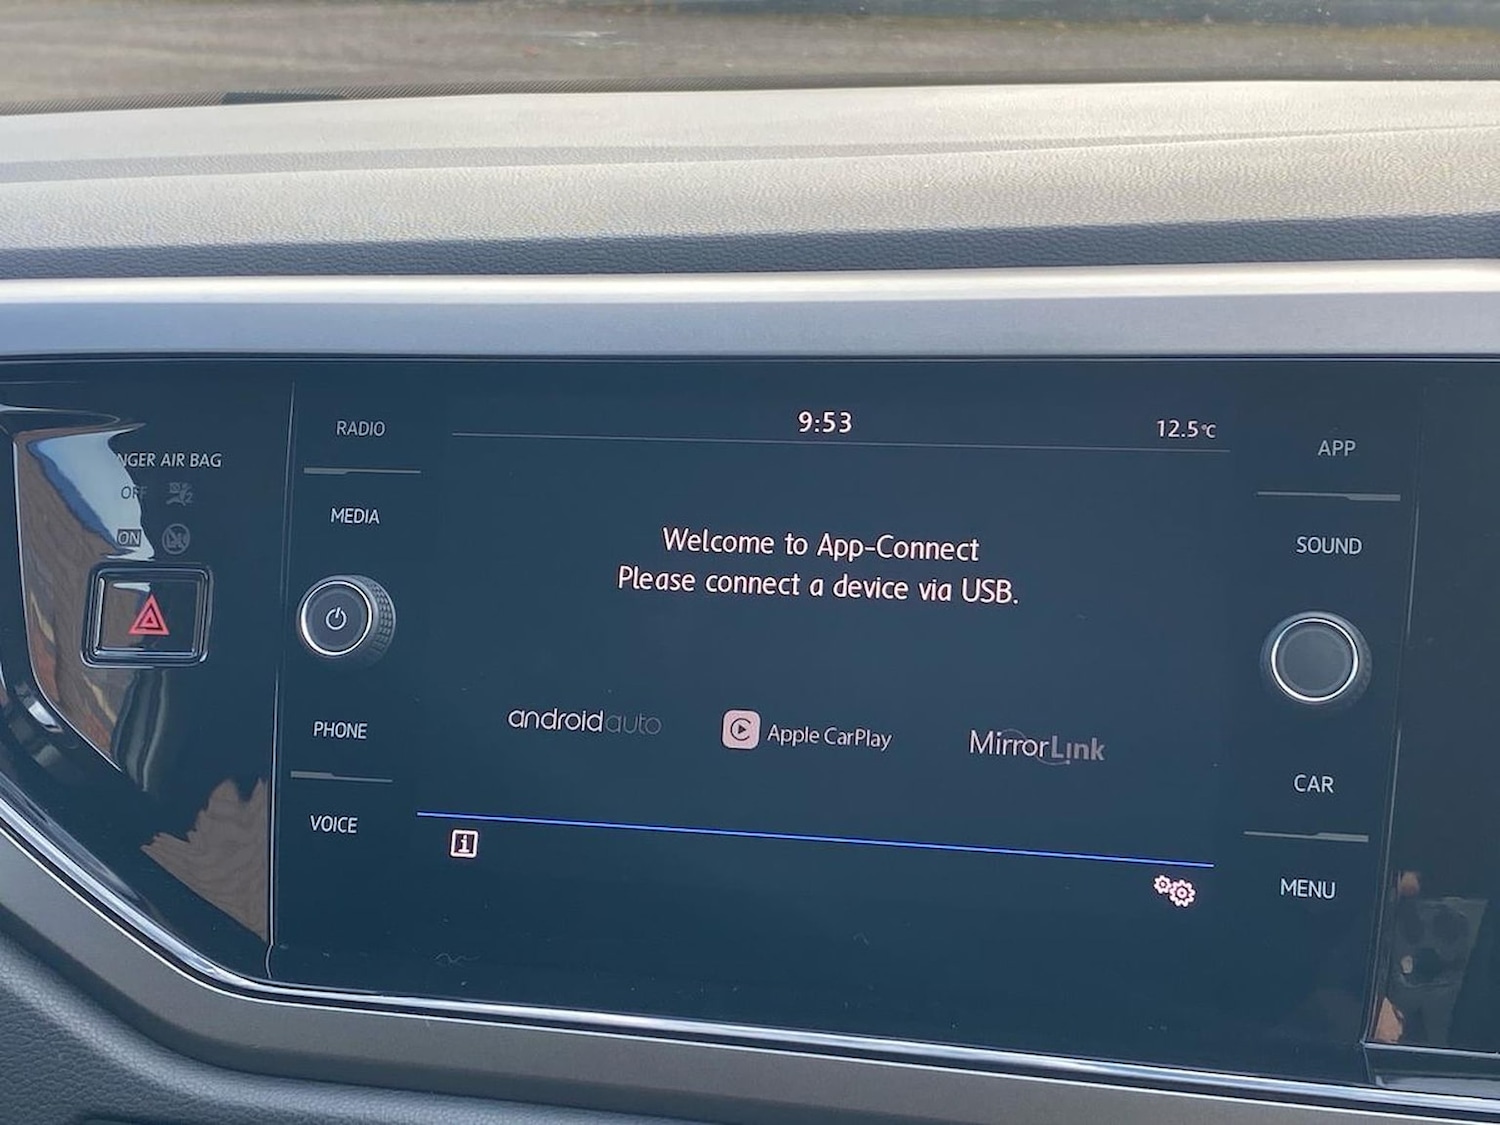 9:53
12.5°C
RADIO
APP
AIR BAG
OFF
MEDIA
ON
SOUND
Welcome to App-Connect
Please connect a device via USB.
PHONE
androidauto
Apple CarPlay
MirrorLink
CAR
VOICE
i
MENU